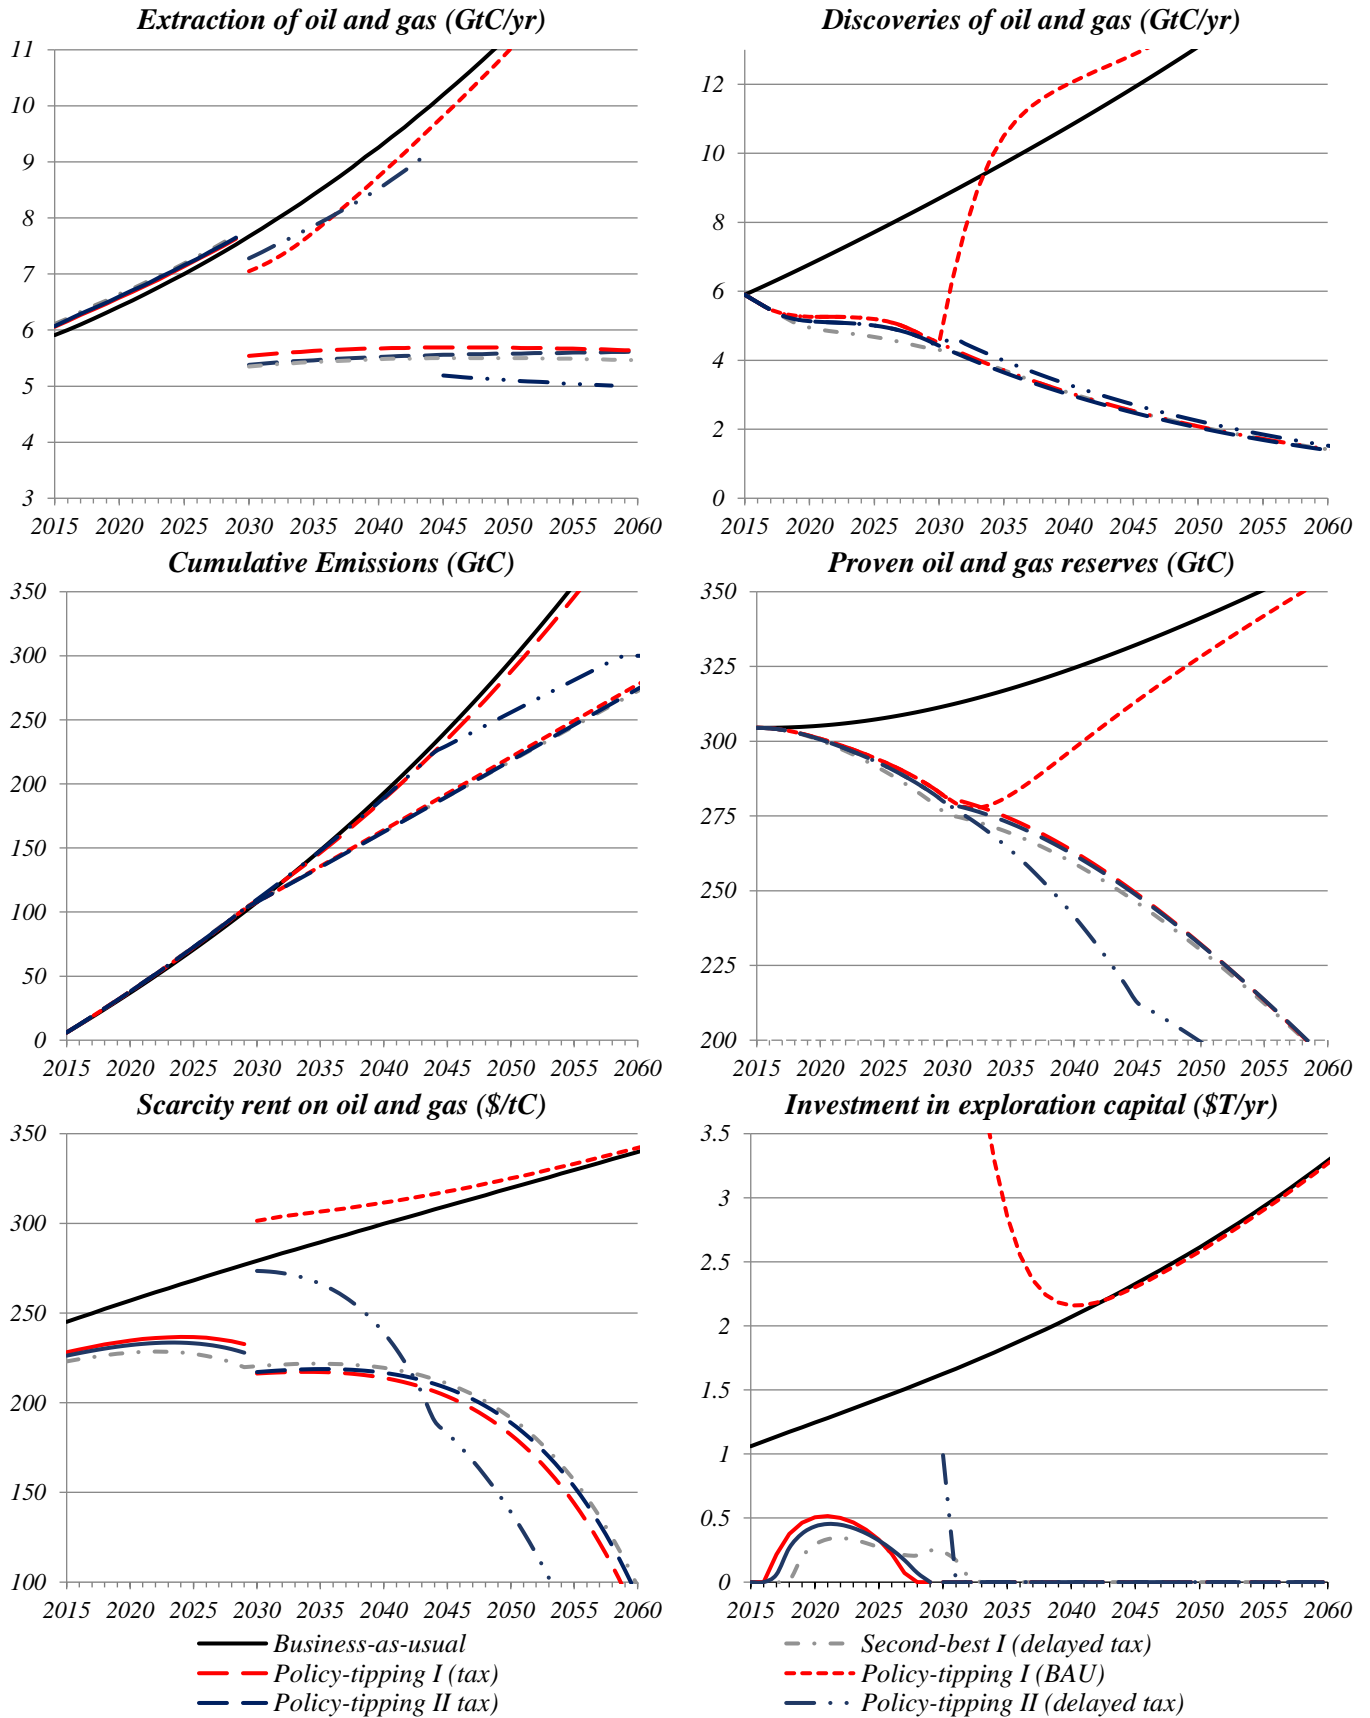 Extraction of oil and gas (GtC/yr)
11
10
9
8
7
6
5
4
3
2015 2020 2025 2030 2035 2040 2045 2050 2055 2060
Discoveries of oil and gas (GtC/yr)
12
10
8
6
4
2
0
2015 2020 2025 2030 2035 2040 2045 2050 2055 2060
Cumulative Emissions (GtC)
350
300
250
200
150
100
50
0
2015 2020 2025 2030 2035 2040 2045 2050 2055 2060
Proven oil and gas reserves (GtC)
350
325
300
275
250
225
200
2015 2020 2025 2030 2035 2040 2045 2050 2055 2060
Scarcity rent on oil and gas ($/tC)
350
300
250
200
150
100
2015 2020 2025 2030 2035 2040 2045 2050 2055 2060
Investment in exploration capital ($T/yr)
3.5
3
2.5
2
1.5
1
0.5
0
2015 2020 2025 2030 2035 2040 2045 2050 2055 2060
Business-as-usual
Policy-tipping I (tax)
Policy-tipping II tax)
Second-best I (delayed tax)
Policy-tipping I (BAU)
Policy-tipping II (delayed tax)